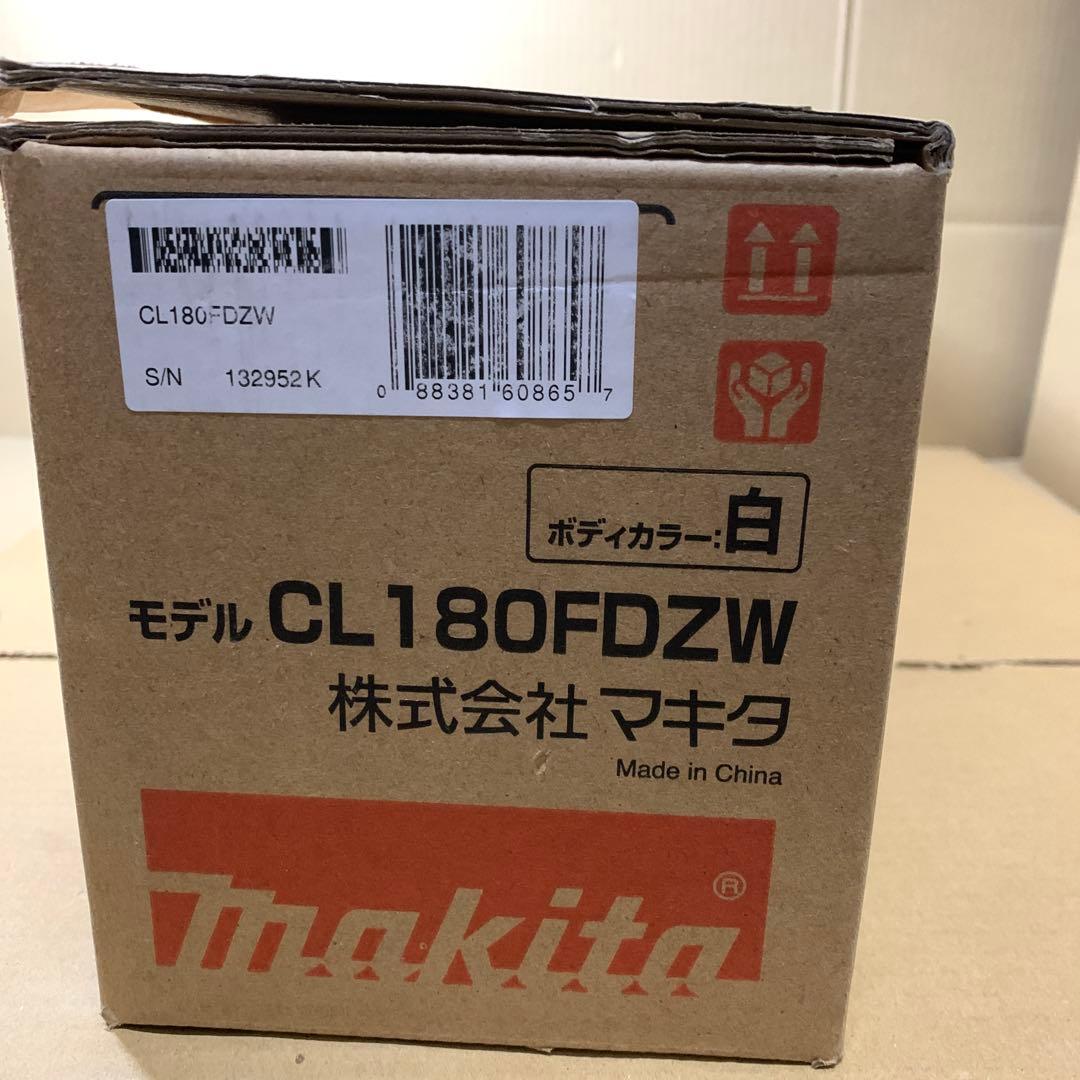 CL180FDZW
S/N 132952K
0 88381 60865 7
ボディカラー:白
モデル CL180FDZW
株式会社マキタ
Made in China
makita®